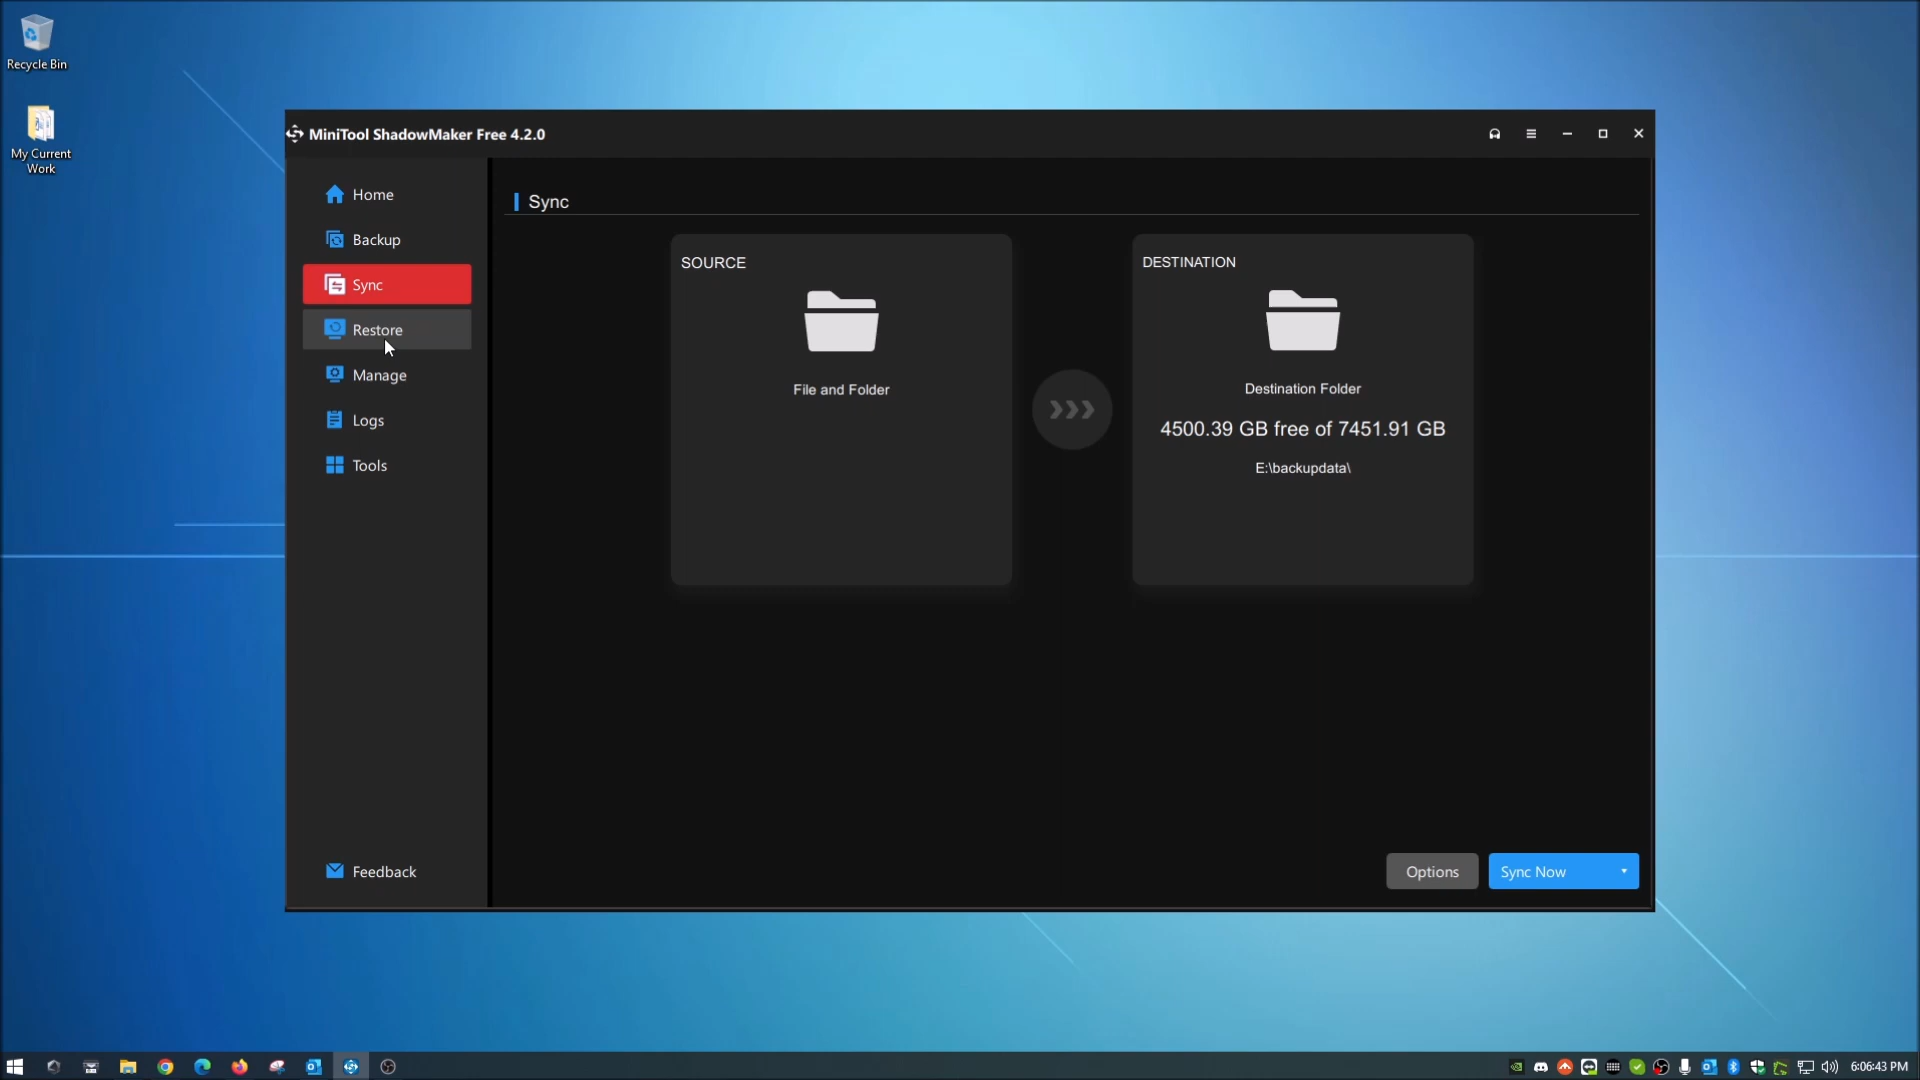 Recycle Bin
My Current
Work
MiniTool ShadowMaker Free 4.2.0
Home
Backup
Sync
Restore
Manage
Logs
Tools
Feedback
Sync
SOURCE
File and Folder
DESTINATION
Destination Folder
4500.39 GB free of 7451.91 GB
E:\backupdata\
Options
Sync Now
6:06:43 PM